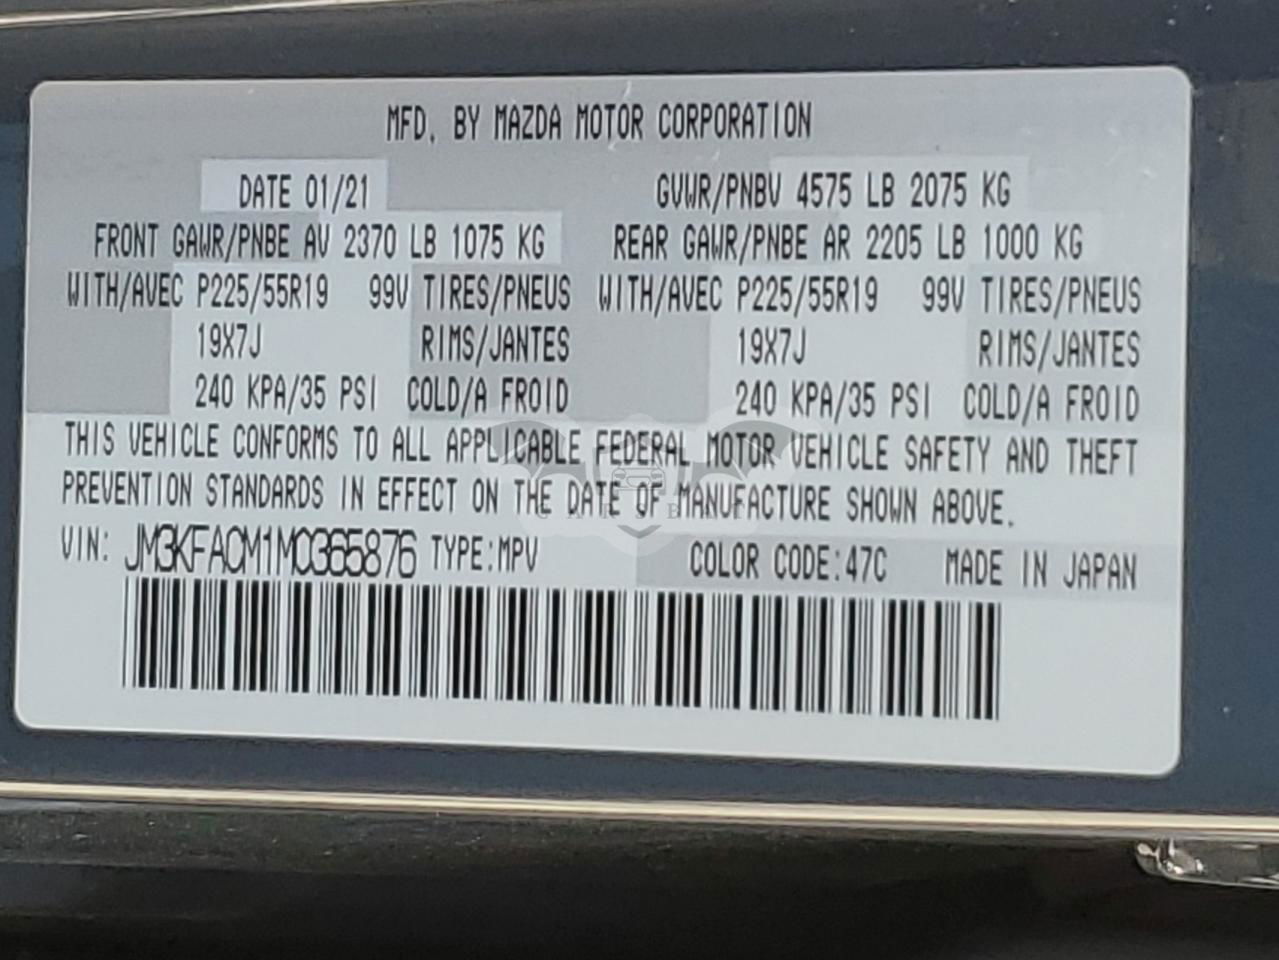 MFD. BY MAZDA MOTOR CORPORATION
DATE 01/21 GVWR/PNBV 4575 LB 2075 KG
FRONT GAWR/PNBE AV 2370 LB 1075 KG REAR GAWR/PNBE AR 2205 LB 1000 KG
WITH/AVEC P225/55R19 99V TIRES/PNEUS WITH/AVEC P225/55R19 99V TIRES/PNEUS
19X7J RIMS/JANTES 19X7J RIMS/JANTES
240 KPA/35 PSI COLD/A FROID 240 KPA/35 PSI COLD/A FROID
THIS VEHICLE CONFORMS TO ALL APPLICABLE FEDERAL MOTOR VEHICLE SAFETY AND THEFT
PREVENTION STANDARDS IN EFFECT ON THE DATE OF MANUFACTURE SHOWN ABOVE.
CARSBAT
VIN: JM3KFACM1M0365876 TYPE:MPV COLOR CODE:47C MADE IN JAPAN